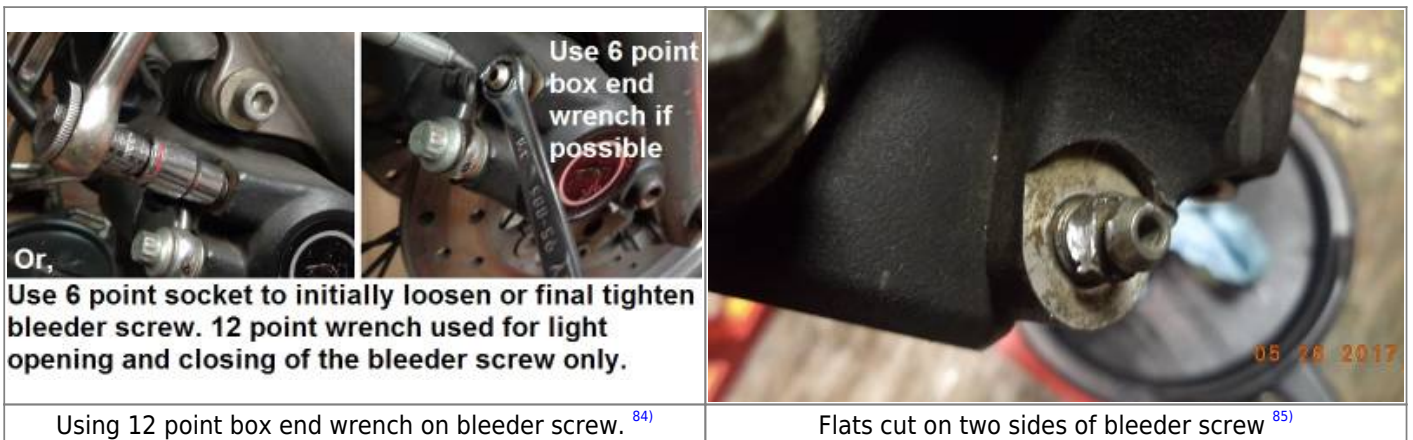 Use 6 point
box end
wrench if
possible
Or,
Use 6 point socket to initially loosen or final tighten
bleeder screw. 12 point wrench used for light
opening and closing of the bleeder screw only.
05 26 2017
Using 12 point box end wrench on bleeder screw. 84)
Flats cut on two sides of bleeder screw 85)